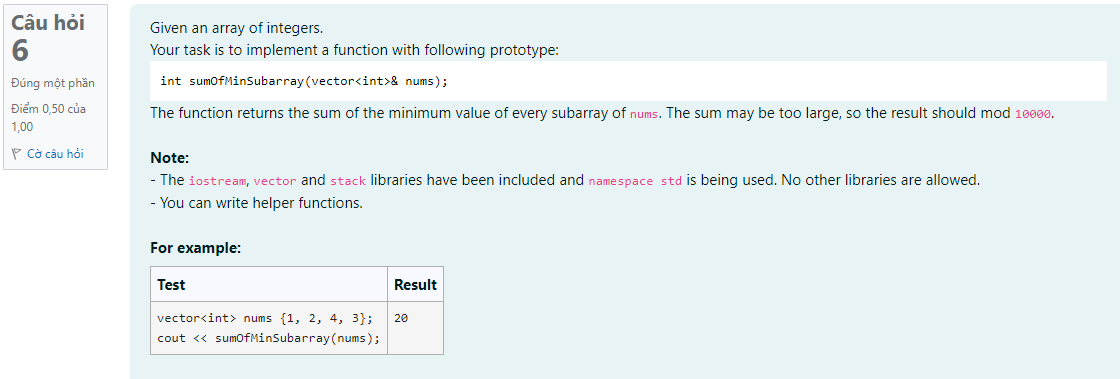 Câu hỏi
6
Đúng một phần
Điểm 0,50 của
1,00
Cờ câu hỏi
Given an array of integers.
Your task is to implement a function with following prototype:
int sumOfMinSubarray(vector<int>& nums);
The function returns the sum of the minimum value of every subarray of nums. The sum may be too large, so the result should mod 10000.
Note:
- The iostream, vector and stack libraries have been included and namespace std is being used. No other libraries are allowed.
- You can write helper functions.
For example:
Test Result
vector<int> nums {1, 2, 4, 3}; 20
cout << sumOfMinSubarray(nums);